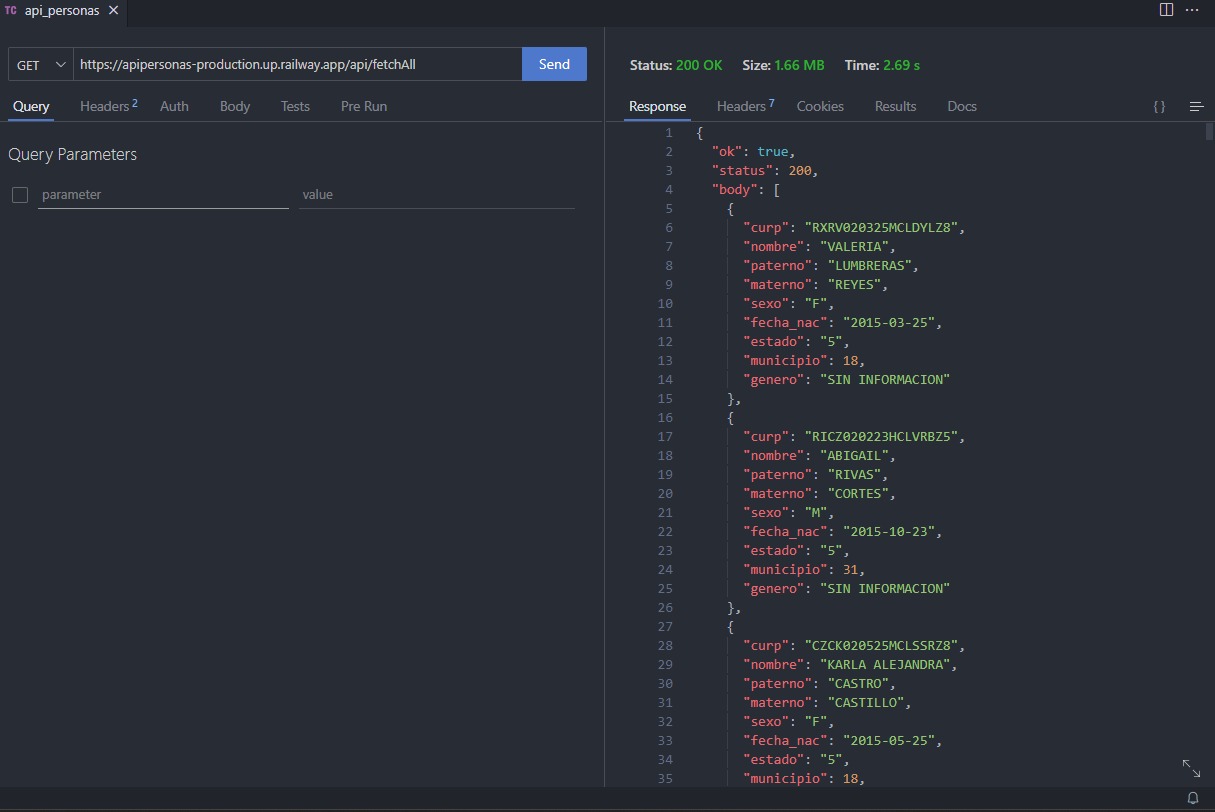 TC api_personas
GET https://apipersonas-production.up.railway.app/api/fetchAll Send
Query Headers 2 Auth Body Tests Pre Run
Query Parameters
parameter value
Status: 200 OK Size: 1.66 MB Time: 2.69 s
Response Headers 7 Cookies Results Docs {}
1 {
2 "ok": true,
3 "status": 200,
4 "body": [
5 {
6 "curp": "RXRV020325MCLDYLZ8",
7 "nombre": "VALERIA",
8 "paterno": "LUMBRERAS",
9 "materno": "REYES",
10 "sexo": "F",
11 "fecha_nac": "2015-03-25",
12 "estado": "5",
13 "municipio": 18,
14 "genero": "SIN INFORMACION"
15 },
16 {
17 "curp": "RICZ020223HCLVRBZ5",
18 "nombre": "ABIGAIL",
19 "paterno": "RIVAS",
20 "materno": "CORTES",
21 "sexo": "M",
22 "fecha_nac": "2015-10-23",
23 "estado": "5",
24 "municipio": 31,
25 "genero": "SIN INFORMACION"
26 },
27 {
28 "curp": "CZCK020525MCLSSRZ8",
29 "nombre": "KARLA ALEJANDRA",
30 "paterno": "CASTRO",
31 "materno": "CASTILLO",
32 "sexo": "F",
33 "fecha_nac": "2015-05-25",
34 "estado": "5",
35 "municipio": 18,